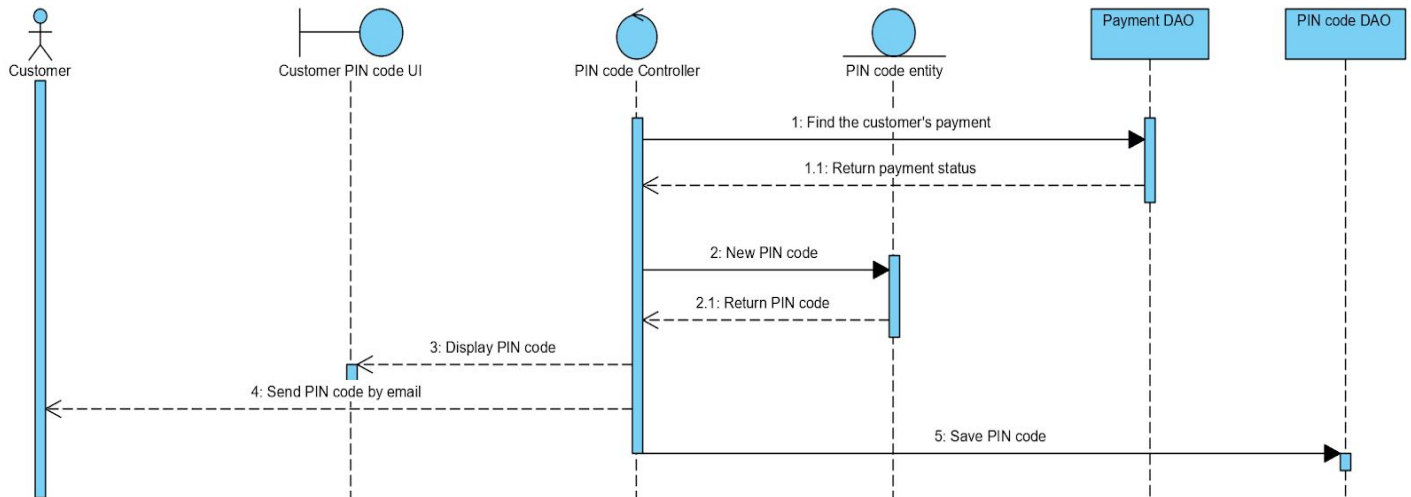 Payment DAO
PIN code DAO
Customer
Customer PIN code UI
PIN code Controller
PIN code entity
1: Find the customer's payment
1.1: Return payment status
2: New PIN code
2.1: Return PIN code
3: Display PIN code
4: Send PIN code by email
5: Save PIN code